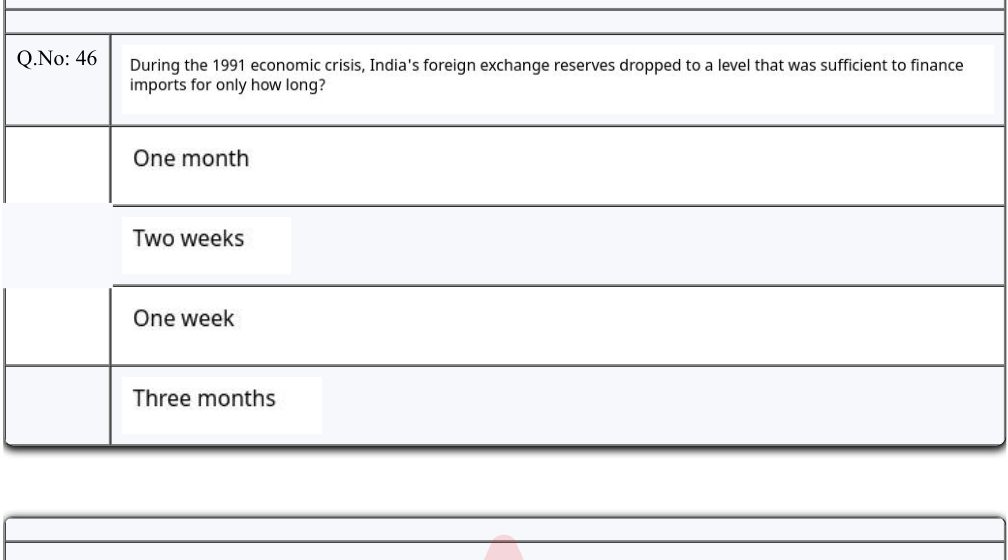 Q.No: 46
During the 1991 economic crisis, India's foreign exchange reserves dropped to a level that was sufficient to finance
imports for only how long?
One month
Two weeks
One week
Three months